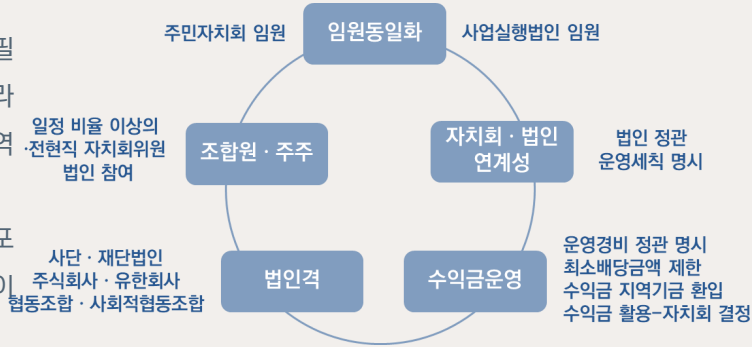 주민자치회 임원
임원동일화
사업실행법인 임원
필
라
역
일정 비율 이상의
·전현직 자치회위원
법인 참여
조합원 · 주주
자치회 · 법인
연계성
법인 정관
운영세칙 명시
포
이
사단 · 재단법인
주식회사 · 유한회사
협동조합 · 사회적협동조합
법인격
수익금운영
운영경비 정관 명시
최소배당금액 제한
수익금 지역기금 환입
수익금 활용-자치회 결정